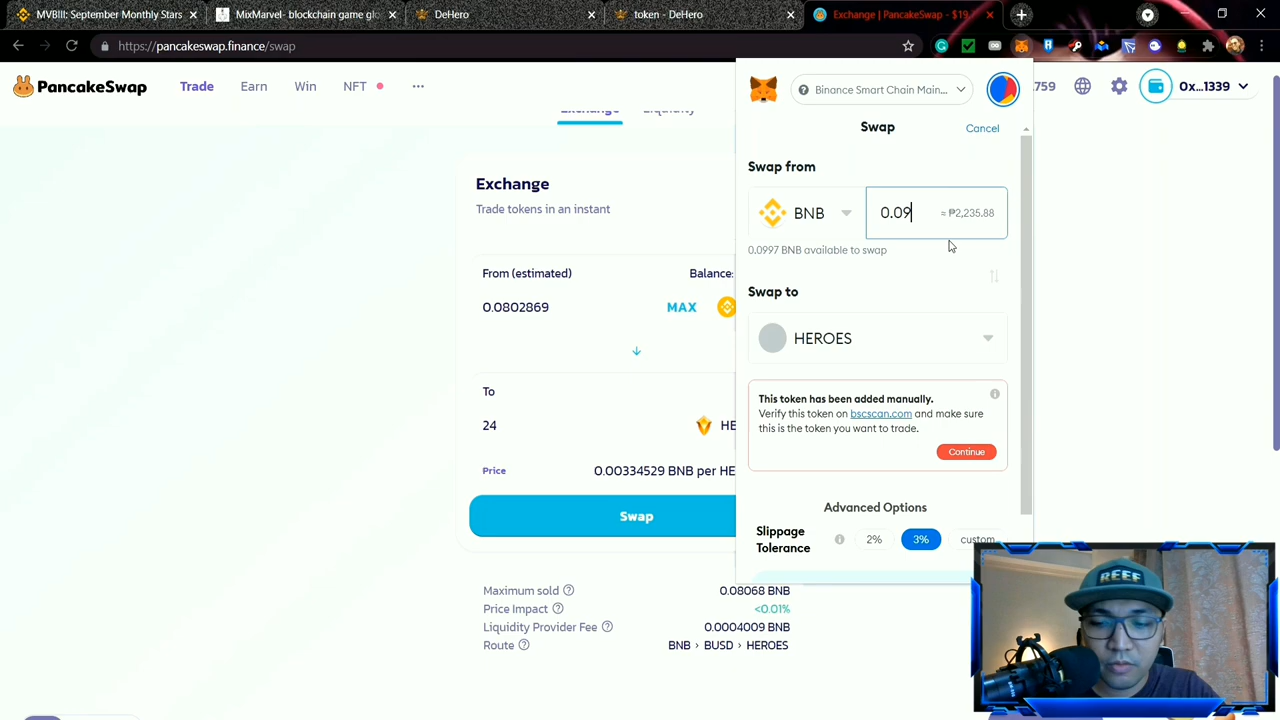 MVBIII: September Monthly Stars
MixMarvel- blockchain game glo
DeHero
token - DeHero
Exchange | PancakeSwap - $19
https://pancakeswap.finance/swap
PancakeSwap
Trade
Earn
Win
NFT
759
0x...1339
Exchange
Liquidity
Exchange
Trade tokens in an instant
From (estimated)
Balance:
0.0802869
MAX
To
24
HE
Price
0.00334529 BNB per HE
Swap
Maximum sold
0.08068 BNB
Price Impact
<0.01%
Liquidity Provider Fee
0.0004009 BNB
Route
BNB > BUSD > HEROES
Binance Smart Chain Main...
Swap
Cancel
Swap from
BNB
0.09
≈ ₱2,235.88
0.0997 BNB available to swap
Swap to
HEROES
This token has been added manually.
Verify this token on bscscan.com and make sure
this is the token you want to trade.
Continue
Advanced Options
Slippage
Tolerance
2%
3%
custom
REEF